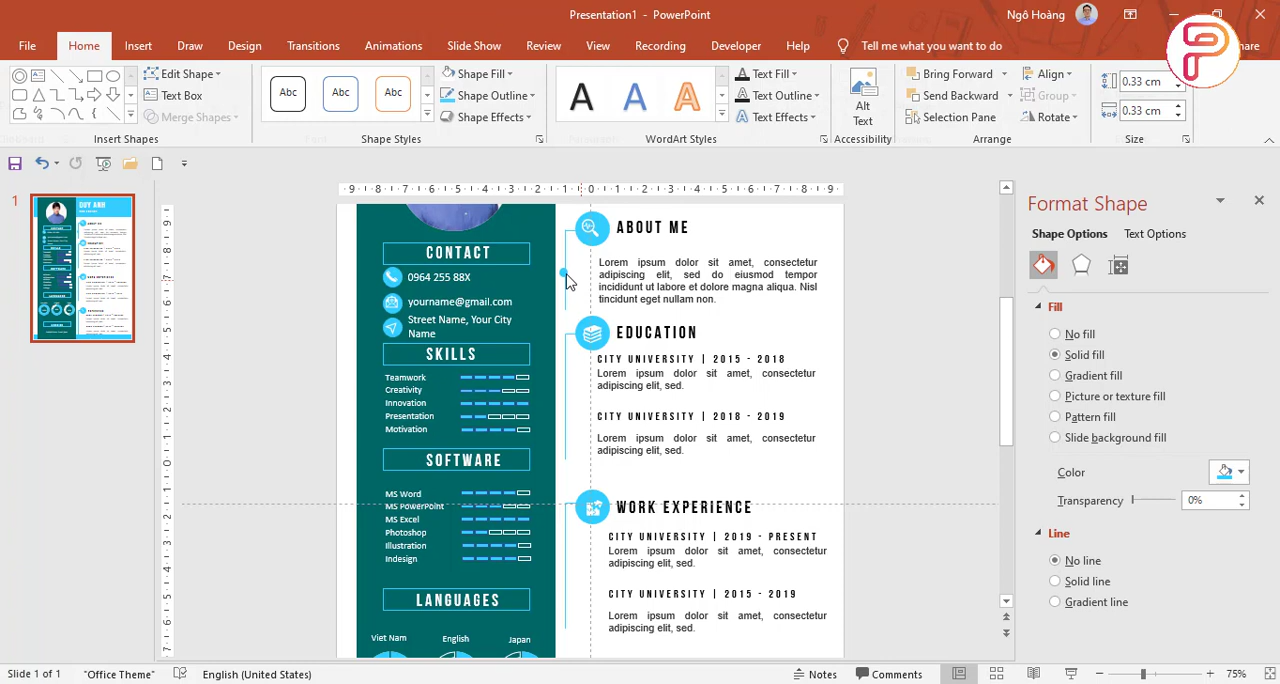 Presentation1 - PowerPoint
Ngô Hoàng
File Home Insert Draw Design Transitions Animations Slide Show Review View Recording Developer Help Tell me what you want to do
Edit Shape
Text Box
Merge Shapes
Insert Shapes
Abc Abc Abc
Shape Fill
Shape Outline
Shape Effects
Shape Styles
A A A
Text Fill
Text Outline
Text Effects
WordArt Styles
Alt
Text
Accessibility
Bring Forward
Send Backward
Selection Pane
Align
Group
Rotate
Arrange
0.33 cm
0.33 cm
Size
1
DUY ANH
CONTACT
0964 255 88X
yourname@gmail.com
Street Name, Your City
Name
SKILLS
Teamwork
Creativity
Innovation
Presentation
Motivation
SOFTWARE
MS Word
MS PowerPoint
MS Excel
Photoshop
Illustration
Indesign
LANGUAGES
Viet Nam English Japan
ABOUT ME
Lorem ipsum dolor sit amet, consectetur
adipiscing elit, sed do eiusmod tempor
incididunt ut labore et dolore magna aliqua. Nisl
tincidunt eget nullam non.
EDUCATION
CITY UNIVERSITY | 2015 - 2018
Lorem ipsum dolor sit amet, consectetur
adipiscing elit, sed.
CITY UNIVERSITY | 2018 - 2019
Lorem ipsum dolor sit amet, consectetur
adipiscing elit, sed.
WORK EXPERIENCE
CITY UNIVERSITY | 2019 - PRESENT
Lorem ipsum dolor sit amet, consectetur
adipiscing elit, sed.
CITY UNIVERSITY | 2015 - 2019
Lorem ipsum dolor sit amet, consectetur
adipiscing elit, sed.
Format Shape
Shape Options Text Options
Fill
No fill
Solid fill
Gradient fill
Picture or texture fill
Pattern fill
Slide background fill
Color
Transparency 0%
Line
No line
Solid line
Gradient line
Slide 1 of 1 "Office Theme" English (United States) Notes Comments 75%